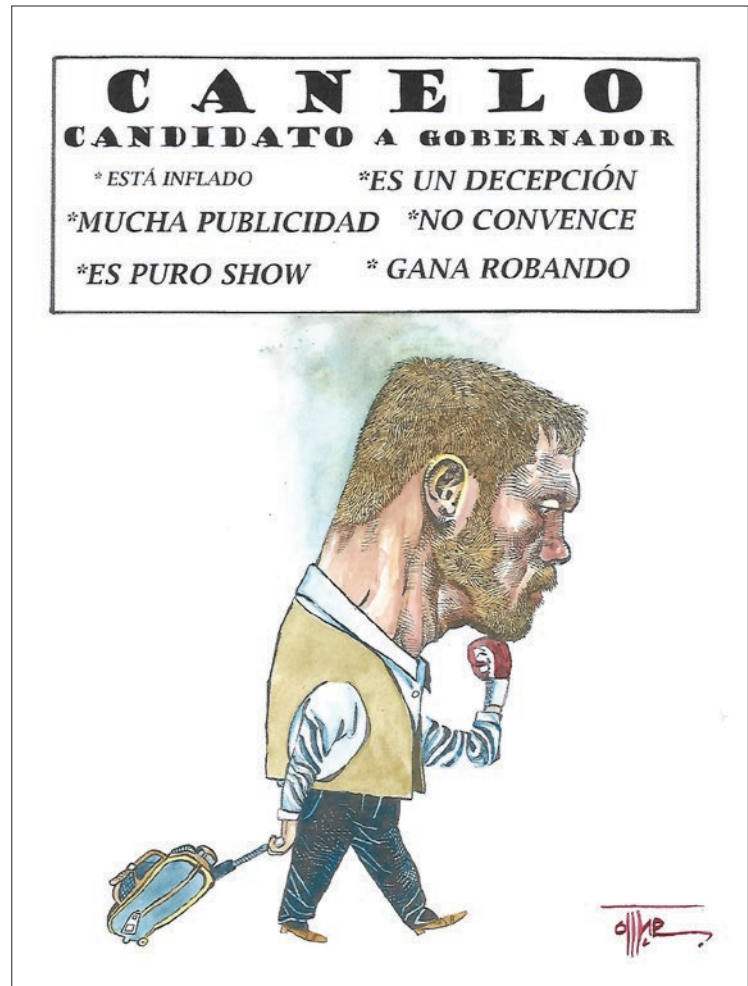 CANELO
CANDIDATO A GOBERNADOR
* ESTÁ INFLADO *ES UN DECEPCIÓN
*MUCHA PUBLICIDAD *NO CONVENCE
*ES PURO SHOW * GANA ROBANDO